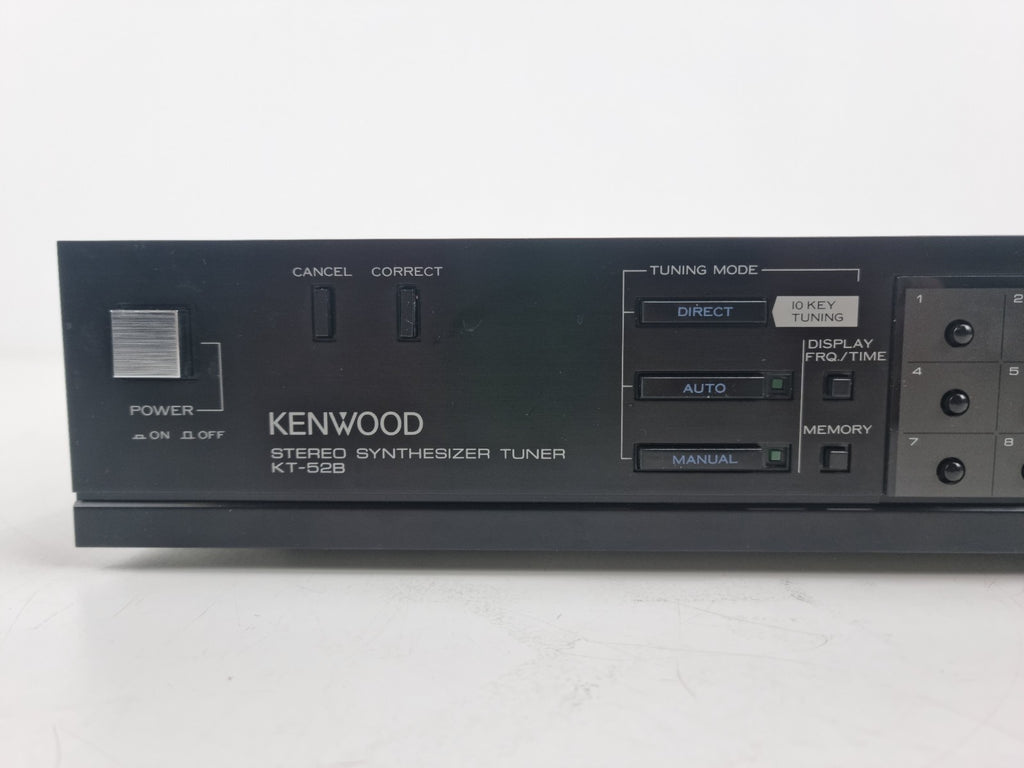 CANCEL CORRECT
POWER
ON OFF
KENWOOD
STEREO SYNTHESIZER TUNER
KT-52B
TUNING MODE
DIRECT
10 KEY
TUNING
AUTO
MANUAL
DISPLAY
FRQ./TIME
MEMORY
1 2
4 5
7 8